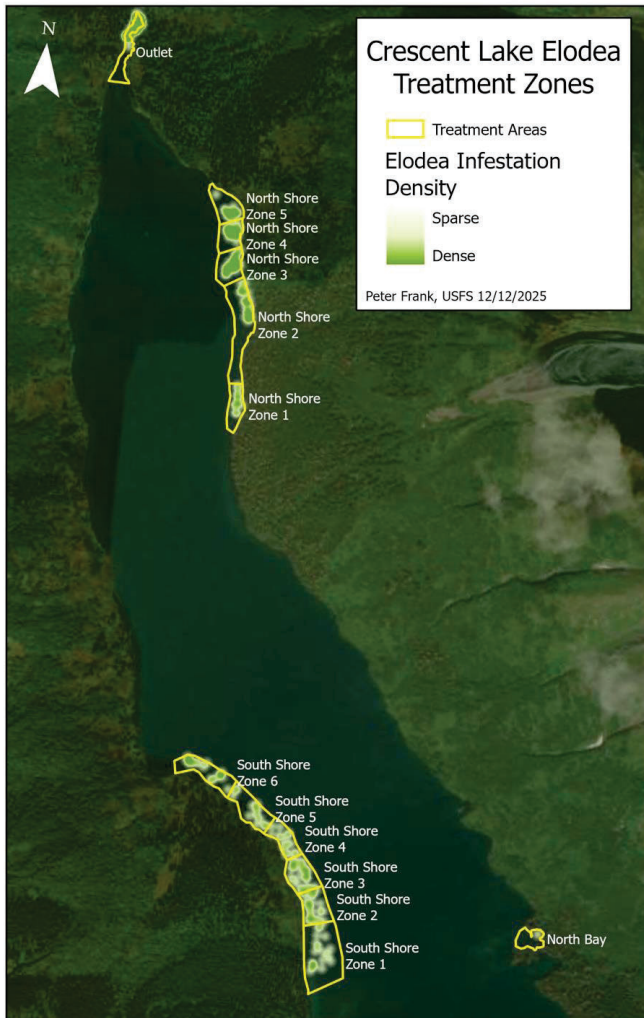 N
Outlet
Crescent Lake Elodea
Treatment Zones
Treatment Areas
Elodea Infestation
Density
Sparse
Dense
Peter Frank, USFS 12/12/2025
North Shore
Zone 5
North Shore
Zone 4
North Shore
Zone 3
North Shore
Zone 2
North Shore
Zone 1
South Shore
Zone 6
South Shore
Zone 5
South Shore
Zone 4
South Shore
Zone 3
South Shore
Zone 2
South Shore
Zone 1
North Bay